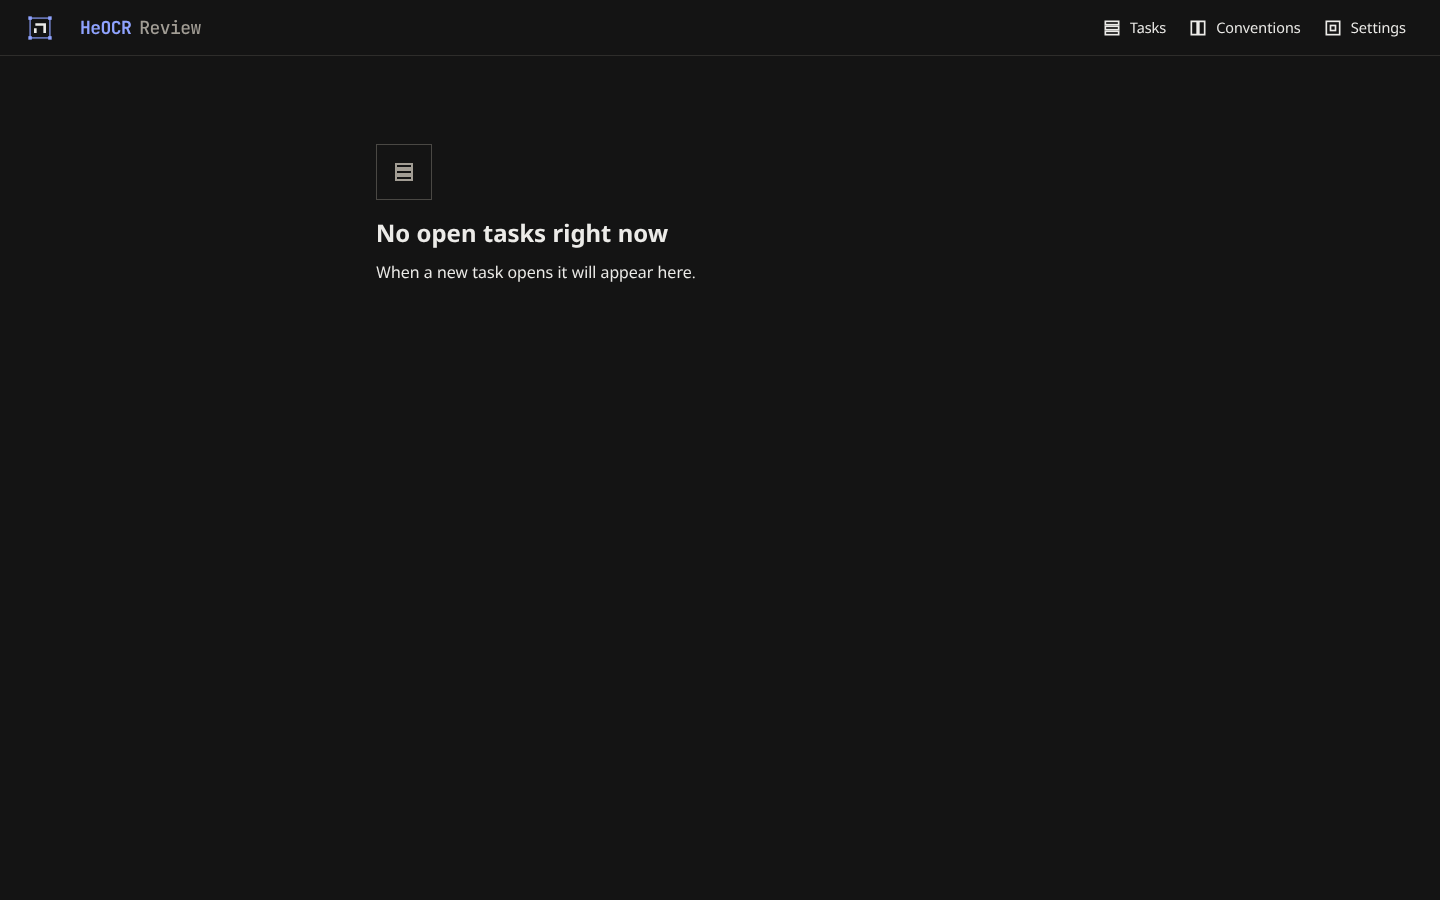 HeOCR Review
Tasks
Conventions
Settings
No open tasks right now
When a new task opens it will appear here.